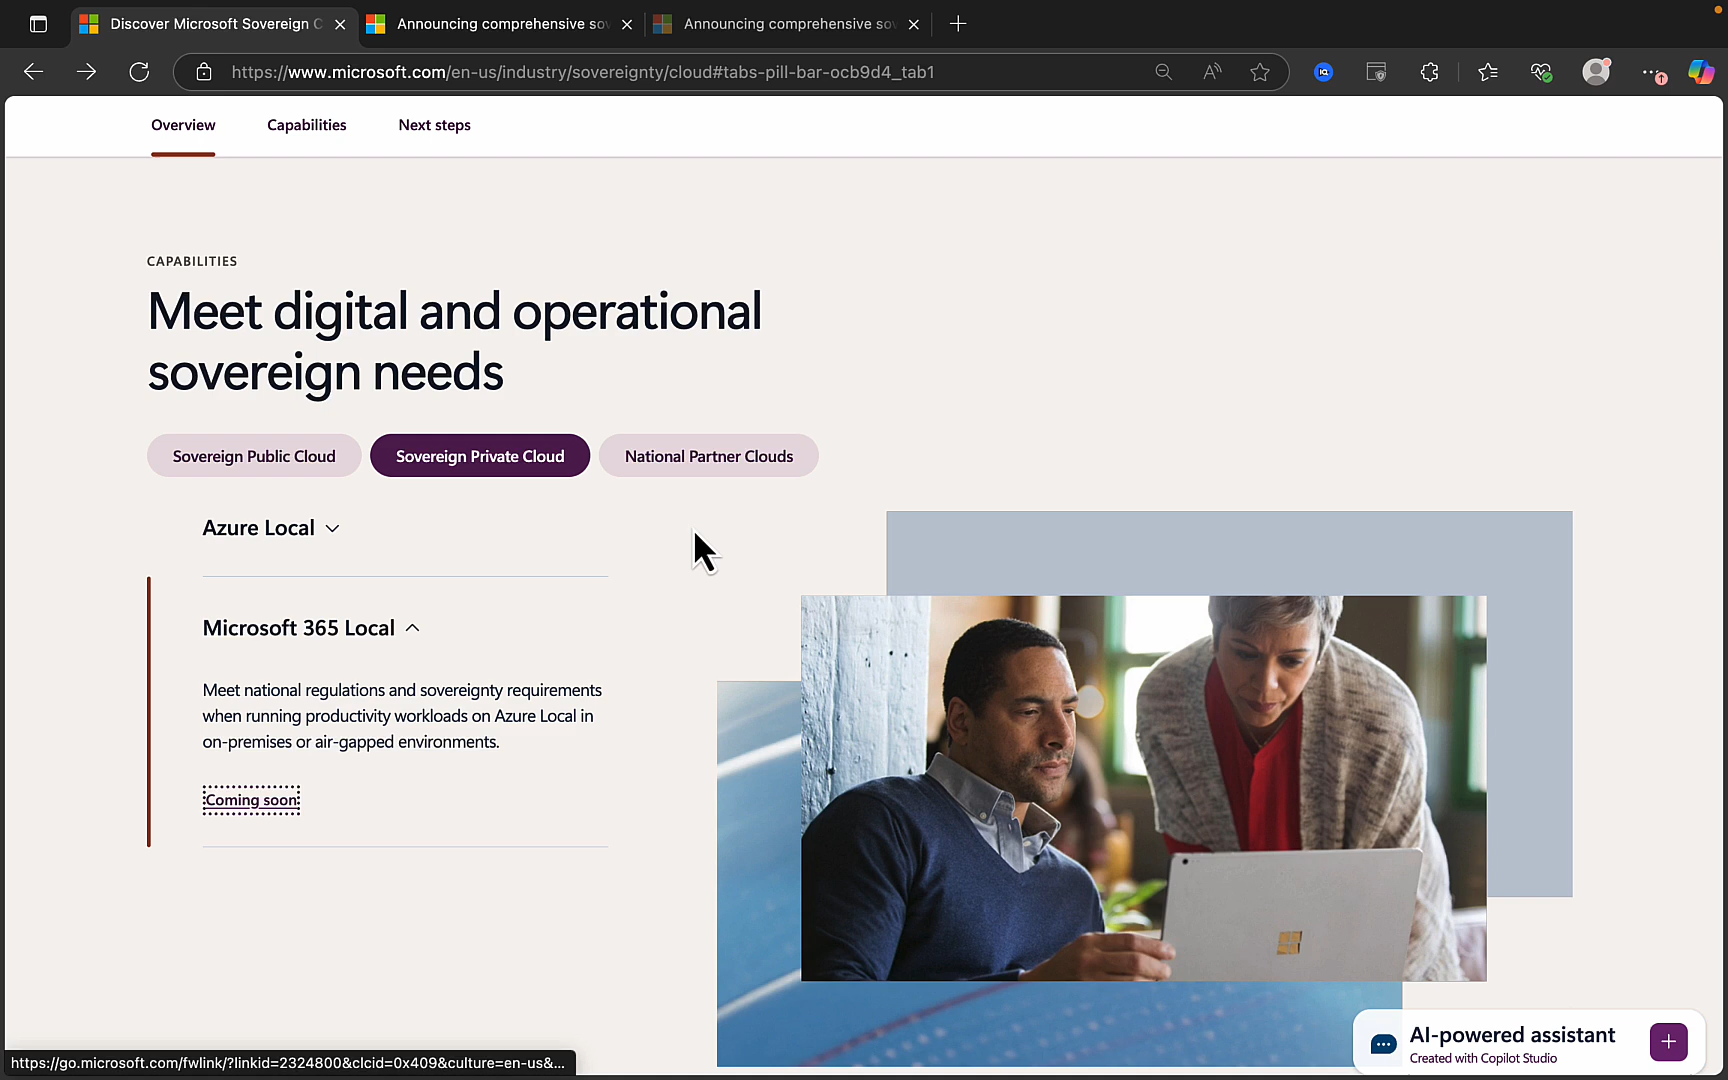 Discover Microsoft Sovereign C
Announcing comprehensive sov
Announcing comprehensive sov
https://www.microsoft.com/en-us/industry/sovereignty/cloud#tabs-pill-bar-ocb9d4_tab1
Overview
Capabilities
Next steps
CAPABILITIES
Meet digital and operational
sovereign needs
Sovereign Public Cloud
Sovereign Private Cloud
National Partner Clouds
Azure Local
Microsoft 365 Local
Meet national regulations and sovereignty requirements
when running productivity workloads on Azure Local in
on-premises or air-gapped environments.
Coming soon
AI-powered assistant
Created with Copilot Studio
https://go.microsoft.com/fwlink/?linkid=2324800&clcid=0x409&culture=en-us&...